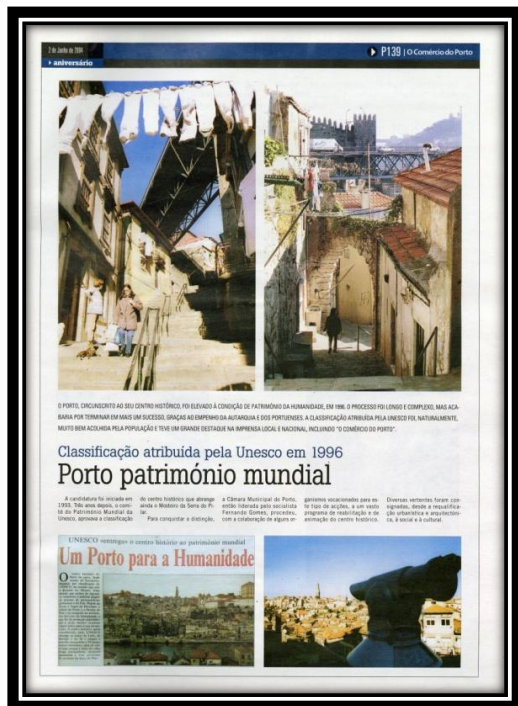 2 de Junho de 2004
aniversário
P139 | O Comércio do Porto
O PORTO, CIRCUNSCRITO AO SEU CENTRO HISTÓRICO, FOI ELEVADO À CONDIÇÃO DE PATRIMÓNIO DA HUMANIDADE, EM 1996. O PROCESSO FOI LONGO E COMPLEXO, MAS ACA-
BARIA POR TERMINAR EM MAIS UM SUCESSO, GRAÇAS AO EMPENHO DA AUTARQUIA E DOS PORTUENSES. A CLASSIFICAÇÃO ATRIBUÍDA PELA UNESCO FOI, NATURALMENTE,
MUITO BEM ACOLHIDA PELA POPULAÇÃO E TEVE UM GRANDE DESTAQUE NA IMPRENSA LOCAL E NACIONAL, INCLUINDO "O COMÉRCIO DO PORTO".
Classificação atribuída pela Unesco em 1996
Porto património mundial
A candidatura foi iniciada em
1993. Três anos depois, o comi-
té do Património Mundial da
Unesco, aprovava a classificação
do centro histórico que abrange
ainda o Mosteiro da Serra do Pi-
lar.
Para conquistar a distinção,
a Câmara Municipal do Porto,
então liderada pelo socialista
Fernando Gomes, procedeu,
com a colaboração de alguns or-
ganismos vocacionados para es-
te tipo de acções, a um vasto
programa de reabilitação e de
animação do centro histórico.
Diversas vertentes foram con-
signadas, desde a requalifica-
ção urbanística e arquitectóni-
ca, à social e à cultural.
UNESCO «entrega» o centro histórico ao património mundial
Um Porto para a Humanidade